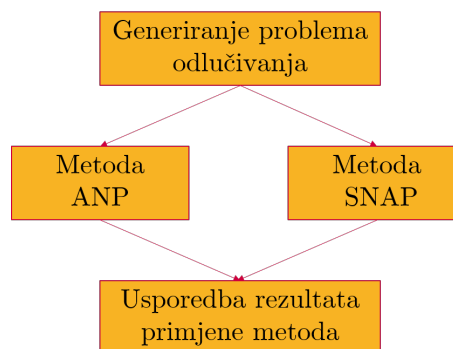 Generiranje problema
odlučivanja
Metoda
ANP
Metoda
SNAP
Usporedba rezultata
primjene metoda